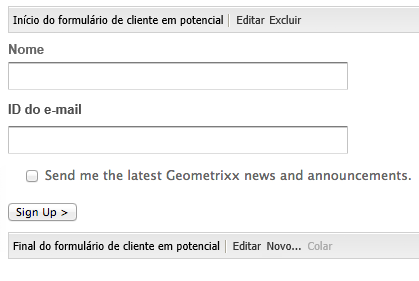 Início do formulário de cliente em potencial | Editar Excluir
Nome
ID do e-mail
Send me the latest Geometrixx news and announcements.
Sign Up >
Final do formulário de cliente em potencial | Editar Novo... Colar